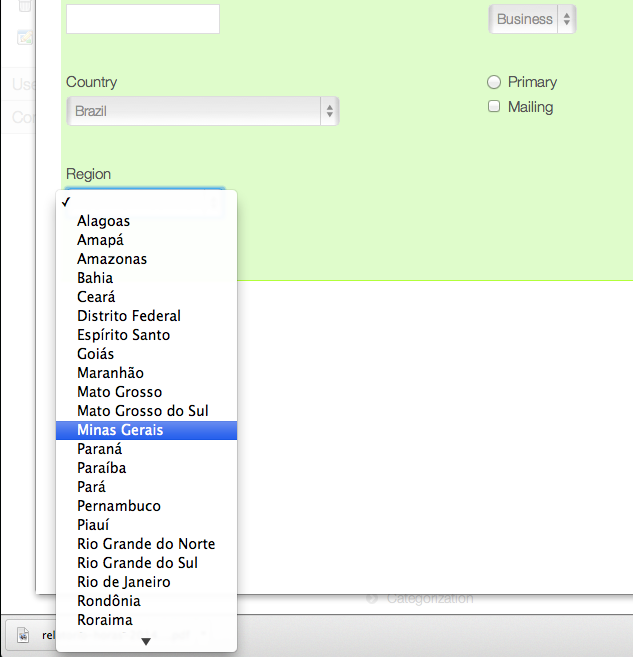 Business
Country
Primary
Brazil
Mailing
Region
✓
Alagoas
Amapá
Amazonas
Bahia
Ceará
Distrito Federal
Espírito Santo
Goiás
Maranhão
Mato Grosso
Mato Grosso do Sul
Minas Gerais
Paraná
Paraíba
Pará
Pernambuco
Piauí
Rio Grande do Norte
Rio Grande do Sul
Rio de Janeiro
Rondônia
Roraima
Categorization